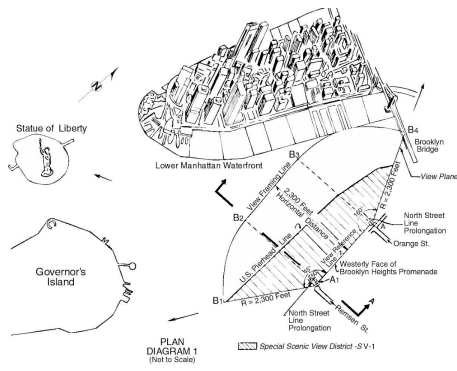 N
Statue of Liberty
Lower Manhattan Waterfront
B4
Brooklyn
Bridge
View Plane
B3
View Framing Line
2,300 Feet
Horizontal Distance
R = 2,300 Feet
B2
U.S. Pierhead Line
View Reference
Line
North Street
Line
Prolongation
Orange St.
Westerly Face of
Brooklyn Heights Promenade
Governor's
Island
B1
R = 2,300 Feet
A1
A
Remsen St.
North Street
Line
Prolongation
PLAN
DIAGRAM 1
(Not to Scale)
Special Scenic View District -S V-1